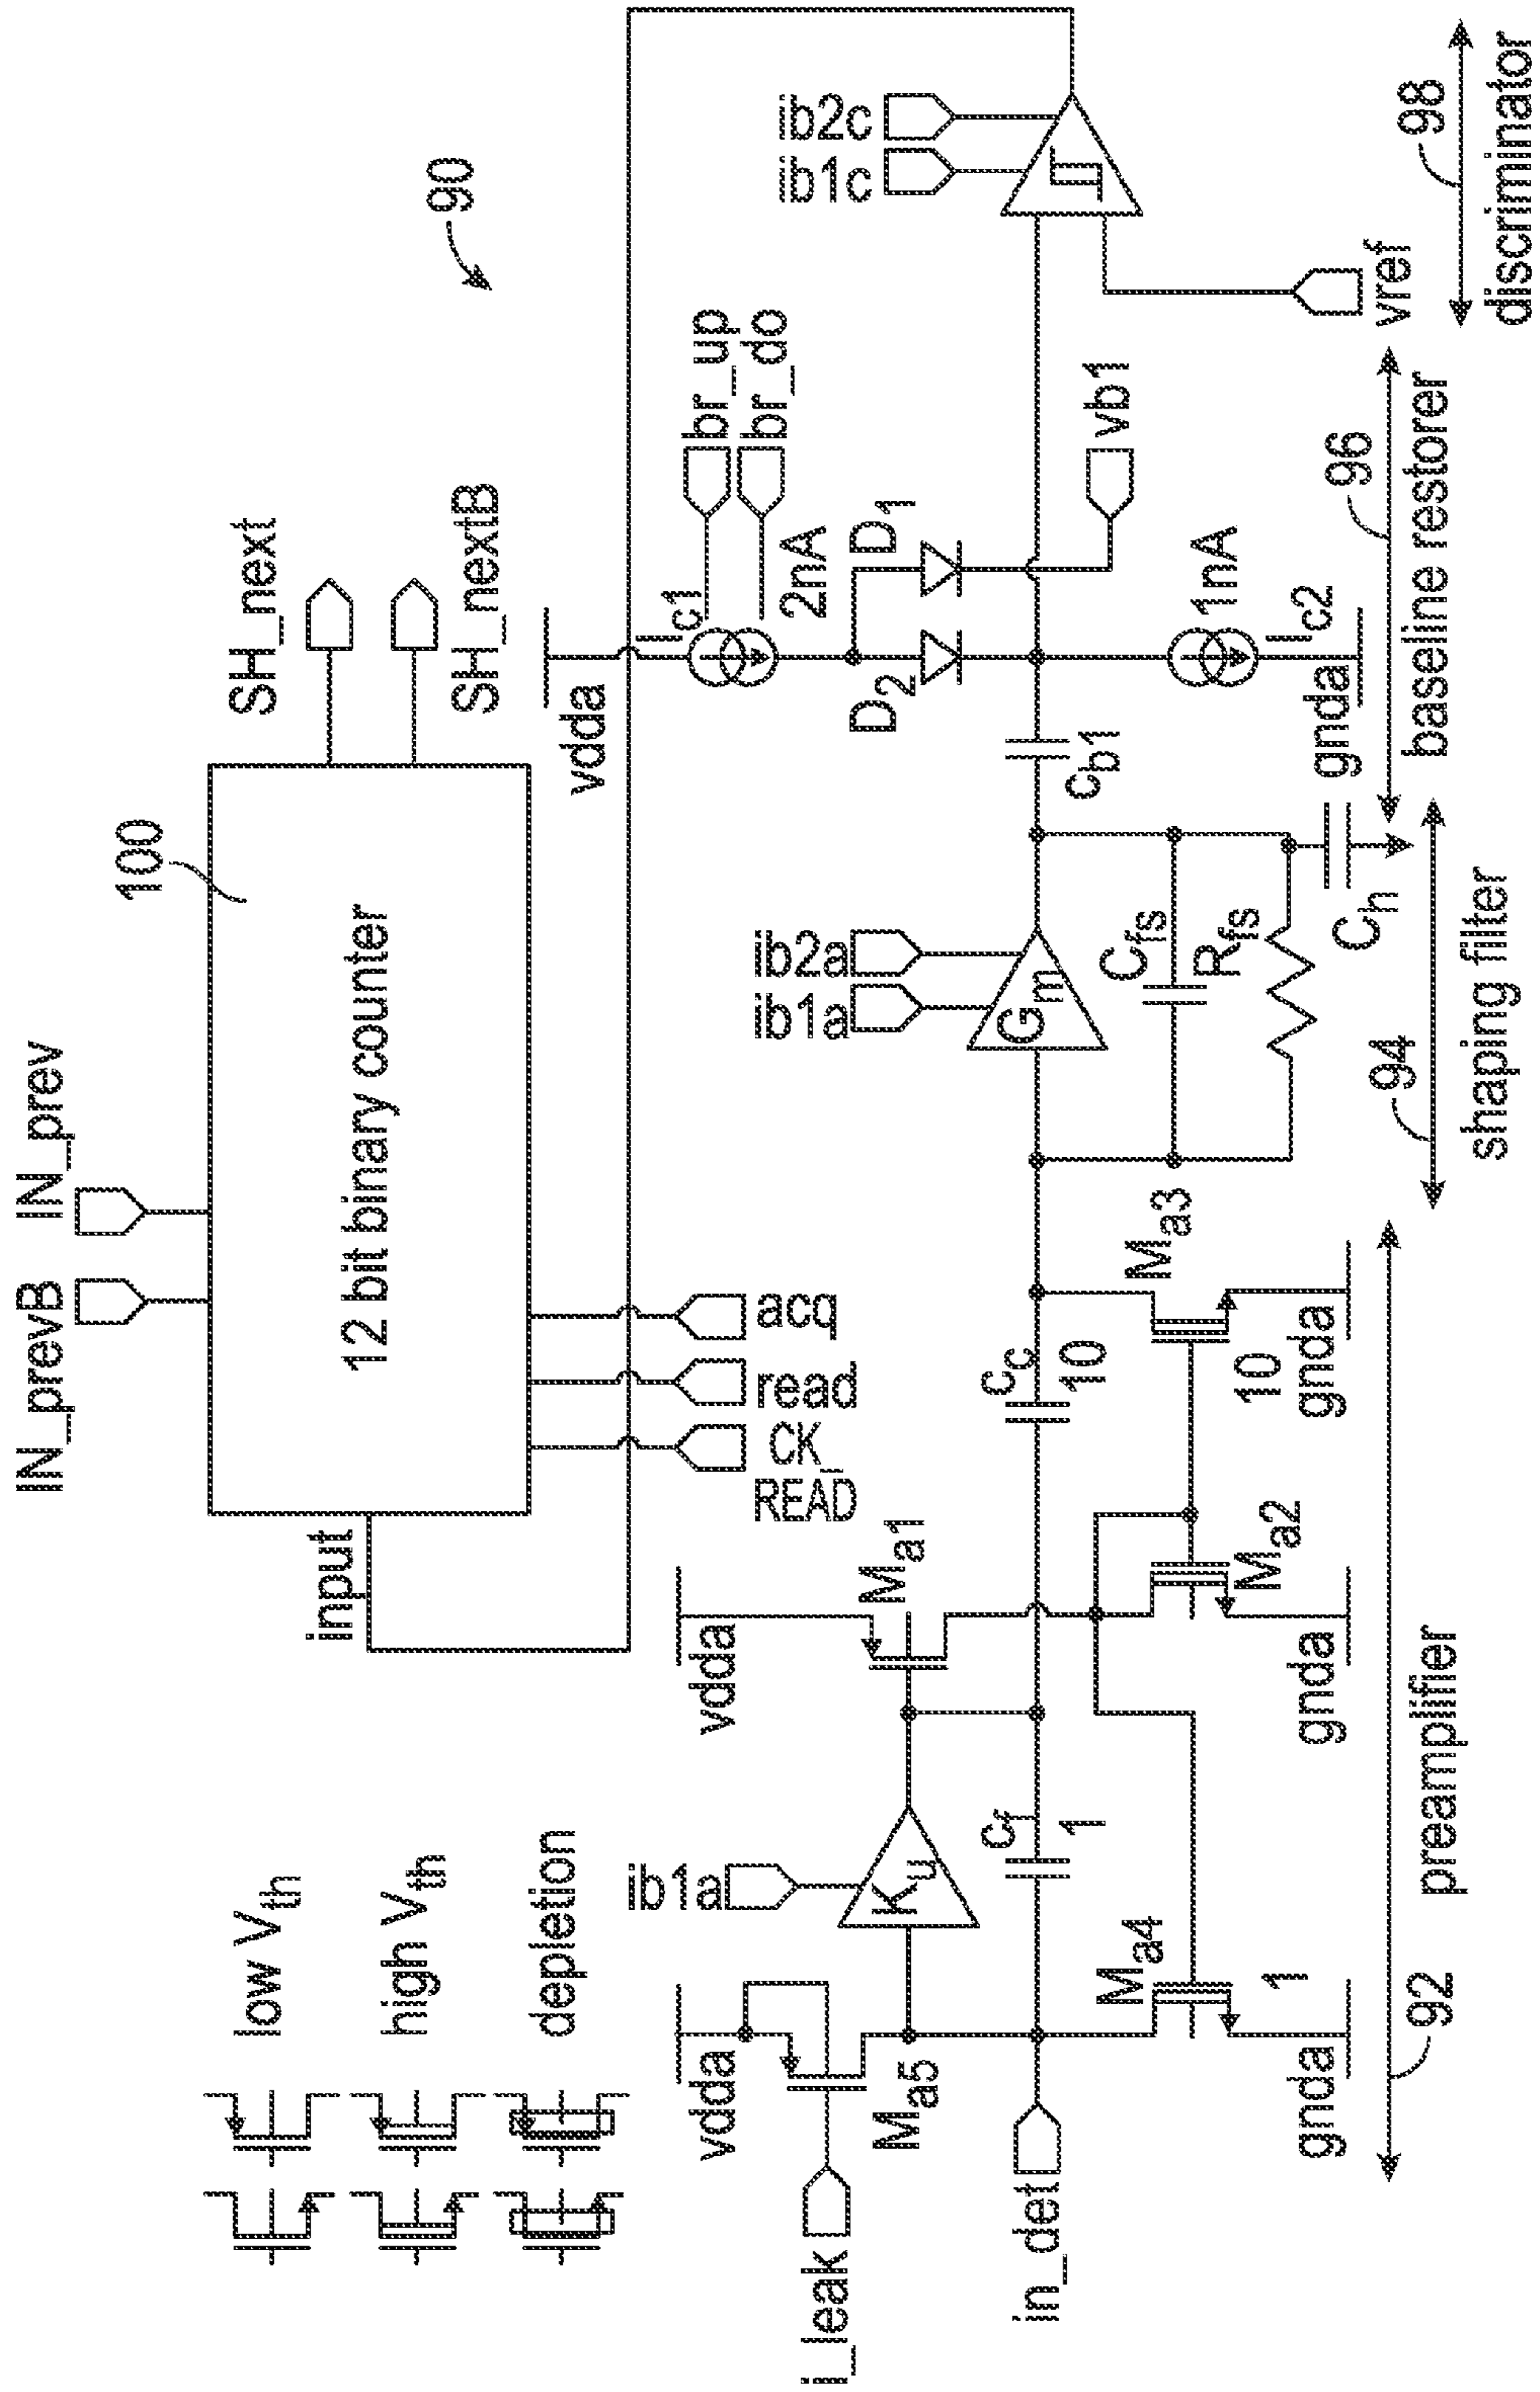 IN_prevB
IN_prev
100
12 bit binary counter
input
SH_next
SH_nextB
90
CK_
READ
read
acq
low Vth
high Vth
depletion
vdda
ib1a
vdda
Ma1
ib1a
ib2a
vdda
Ic1
br_up
br_do
2nA
ib1c
ib2c
i_leak
Ma5
Ku
Gm
D2
D1
in_det
cf
1
cc
10
cb1
vb1
Ma4
1
Ma2
Ma3
10
Cfs
Rfs
1nA
Ic2
Ch
vref
gnda
gnda
gnda
gnda
92
preamplifier
94
shaping filter
96
baseline restorer
98
discriminator